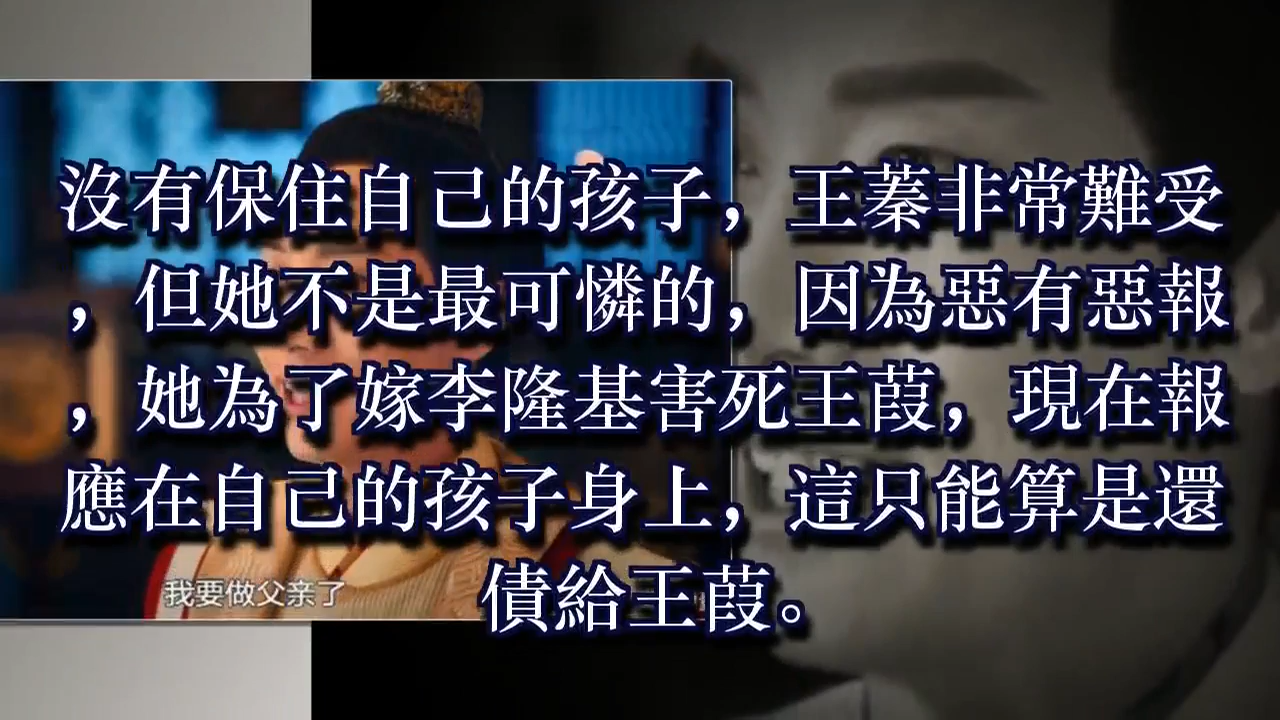 沒有保住自己的孩子，王蓁非常難受
，但她不是最可憐的，因為惡有惡報
，她為了嫁李隆基害死王葭，現在報
應在自己的孩子身上，這只能算是還
債給王葭。
我要做父亲了